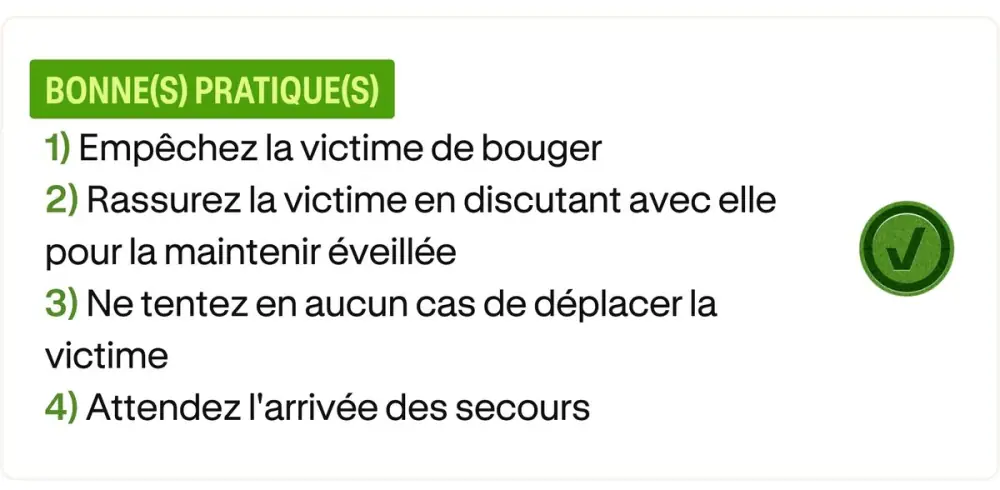 BONNE(S) PRATIQUE(S)
1) Empêchez la victime de bouger
2) Rassurez la victime en discutant avec elle
pour la maintenir éveillée
3) Ne tentez en aucun cas de déplacer la
victime
4) Attendez l'arrivée des secours